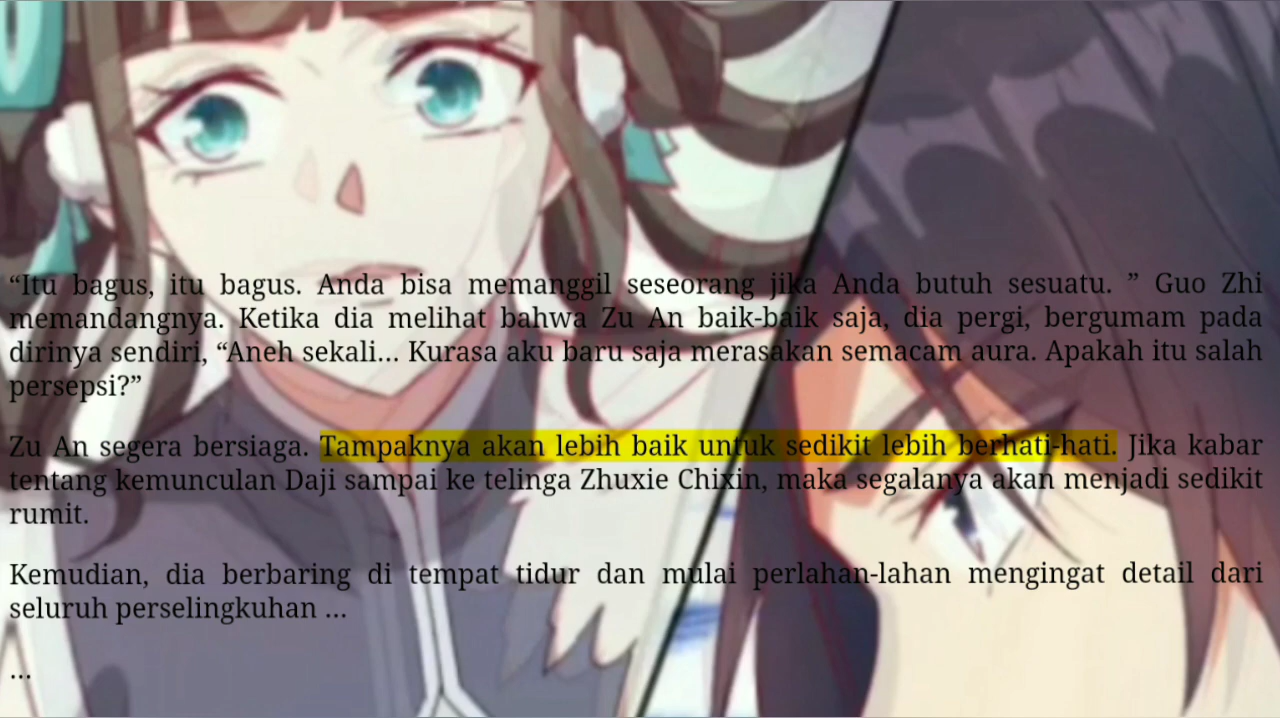 “Itu bagus, itu bagus. Anda bisa memanggil seseorang jika Anda butuh sesuatu. ” Guo Zhi
memandangnya. Ketika dia melihat bahwa Zu An baik-baik saja, dia pergi, bergumam pada
dirinya sendiri, “Aneh sekali… Kurasa aku baru saja merasakan semacam aura. Apakah itu salah
persepsi?”
Zu An segera bersiaga. Tampaknya akan lebih baik untuk sedikit lebih berhati-hati. Jika kabar
tentang kemunculan Daji sampai ke telinga Zhuxie Chixin, maka segalanya akan menjadi sedikit
rumit.
Kemudian, dia berbaring di tempat tidur dan mulai perlahan-lahan mengingat detail dari
seluruh perselingkuhan …
…